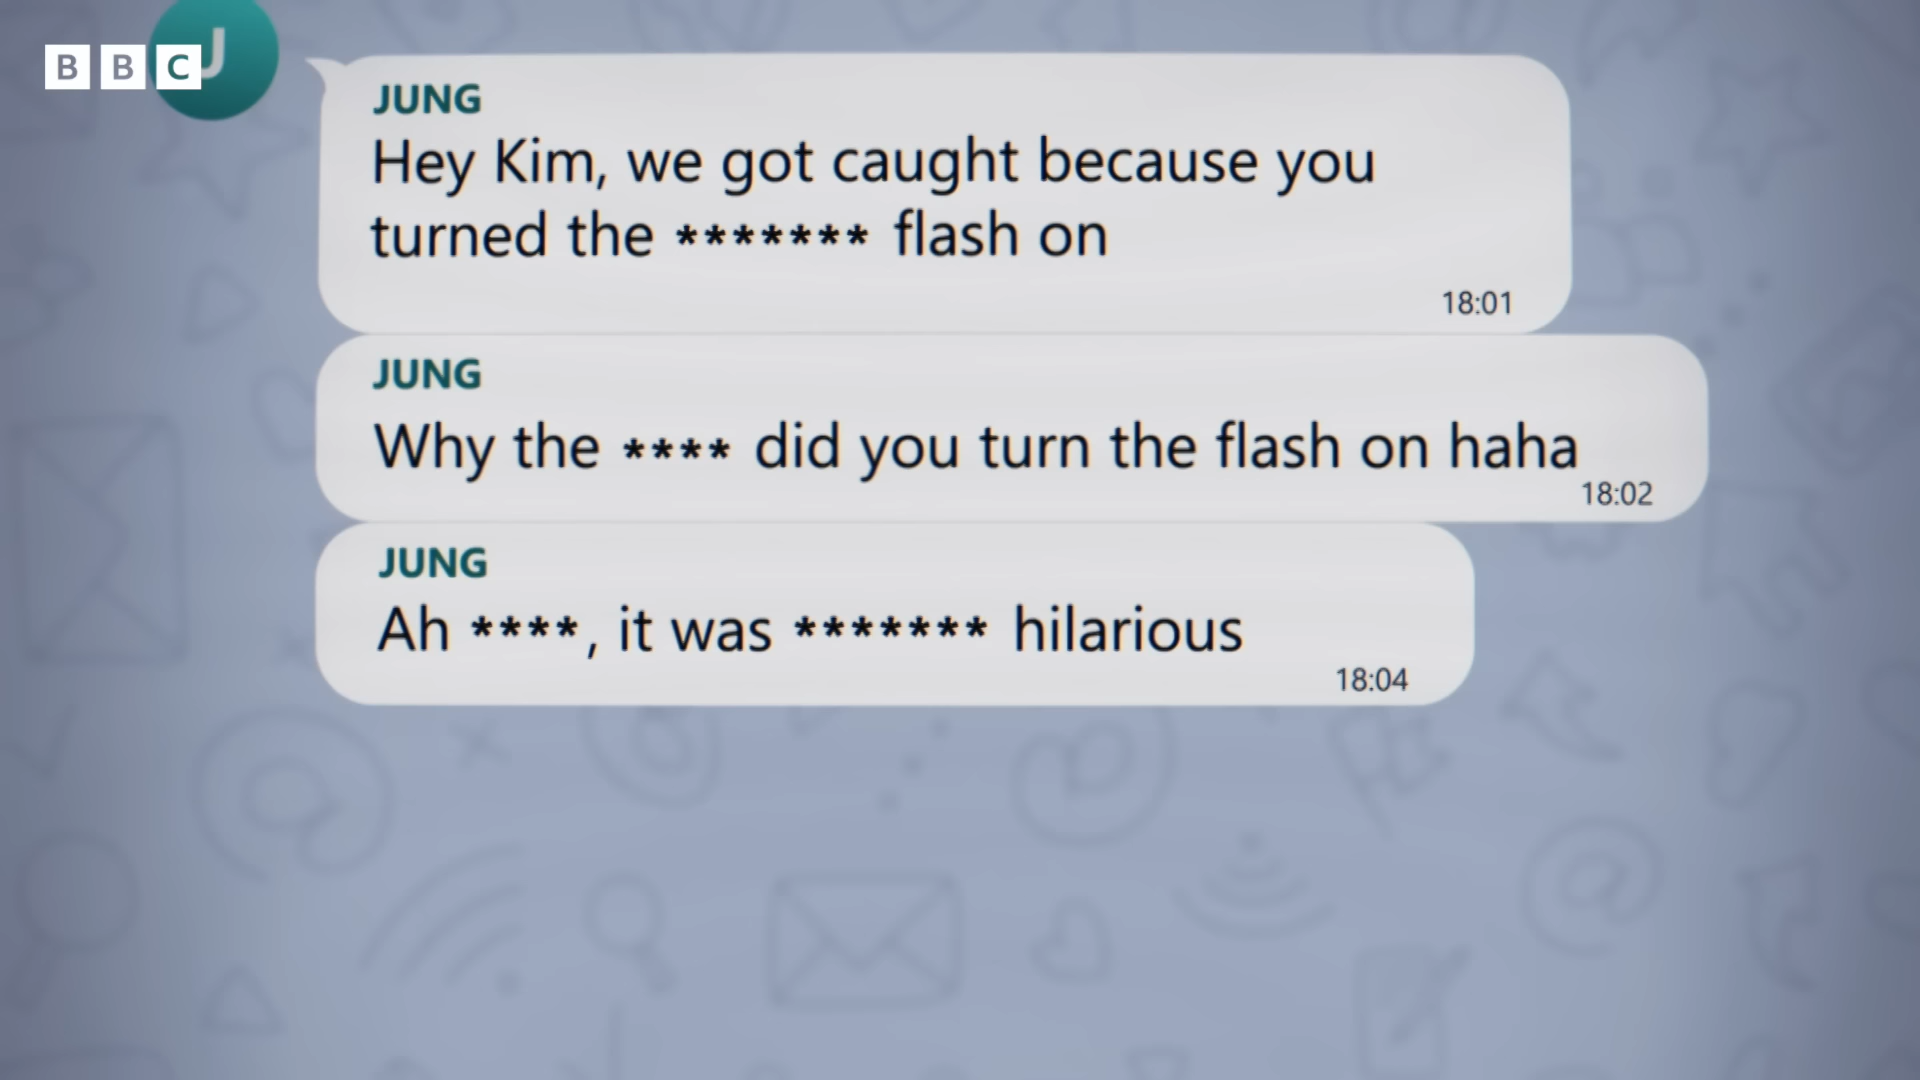 BBC
J
JUNG
Hey Kim, we got caught because you
turned the ******* flash on
18:01
JUNG
Why the **** did you turn the flash on haha
18:02
JUNG
Ah ****, it was ******* hilarious
18:04